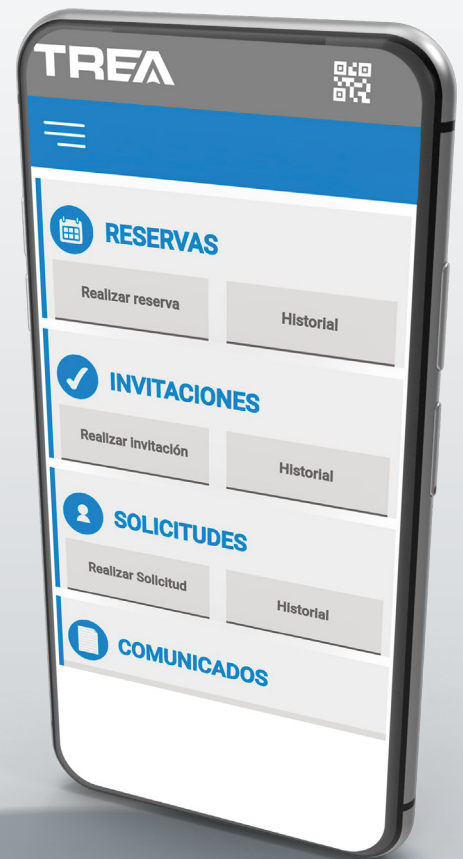 TREA
RESERVAS
Realizar reserva
Historial
INVITACIONES
Realizar invitación
Historial
SOLICITUDES
Realizar Solicitud
Historial
COMUNICADOS